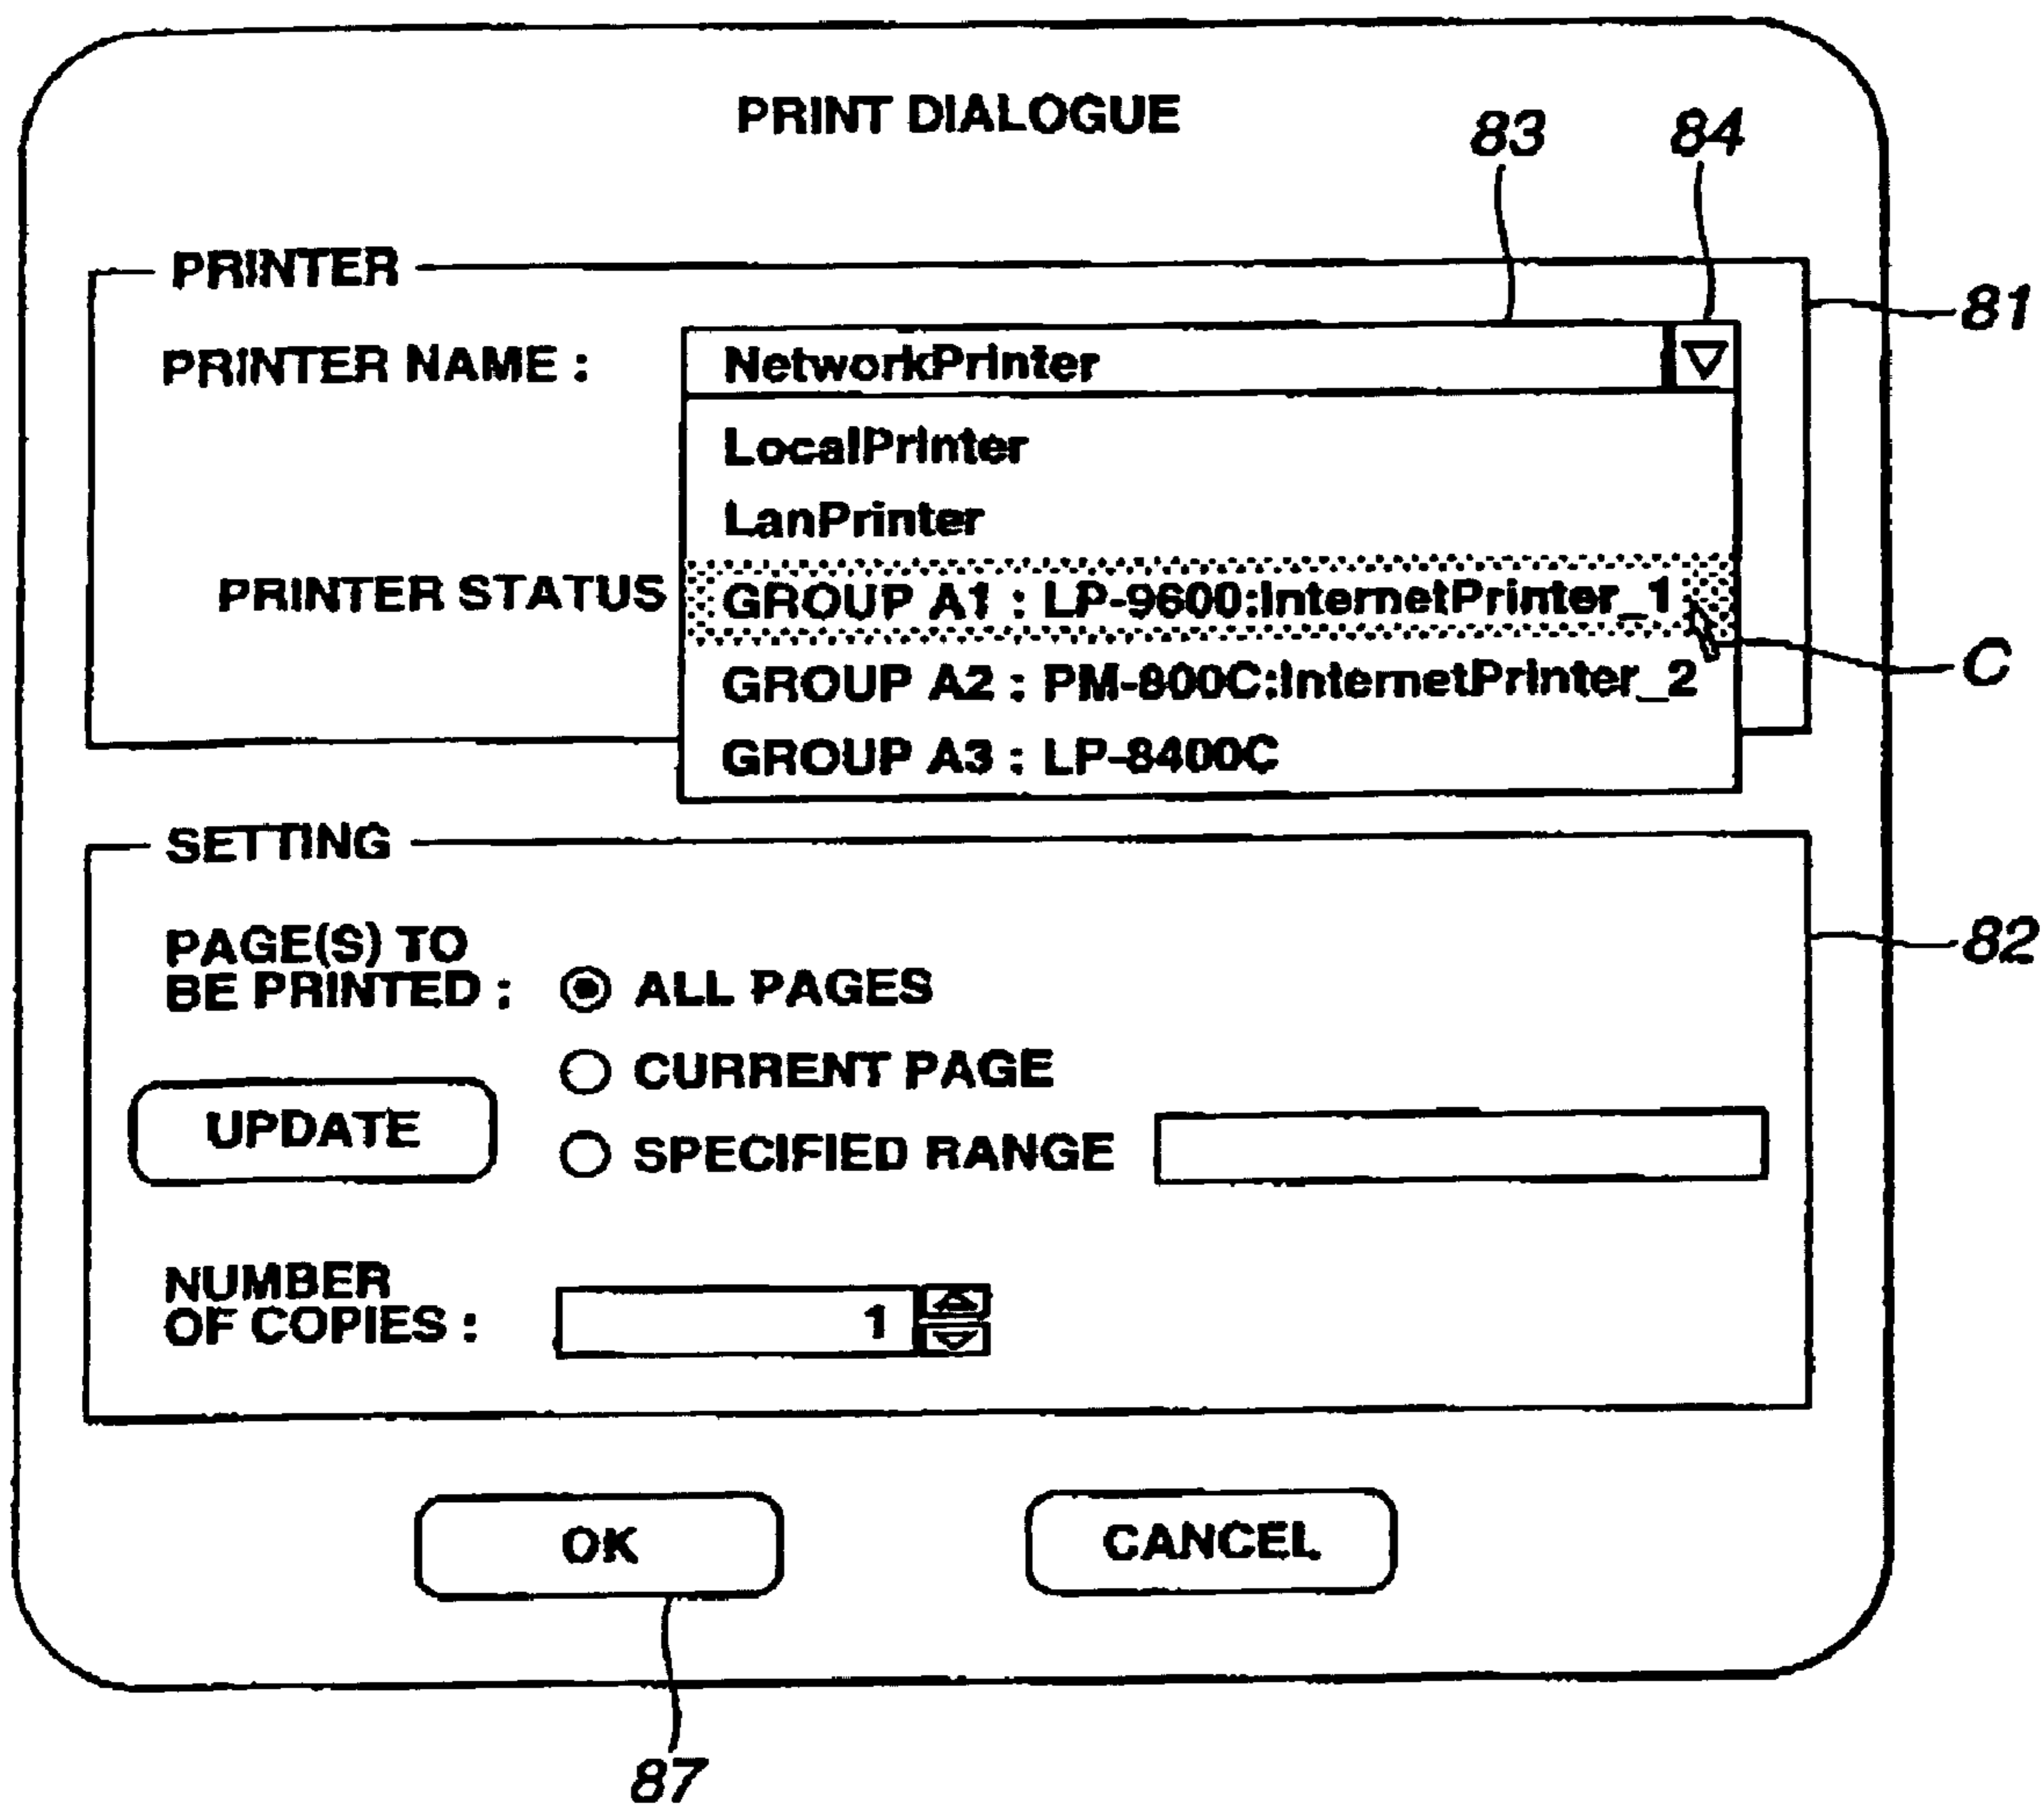 PRINT DIALOGUE
83
84
PRINTER
81
PRINTER NAME :
NetworkPrinter
LocalPrinter
LanPrinter
PRINTER STATUS
GROUP A1 : LP-9600:InternetPrinter_1
C
GROUP A2 : PM-800C:InternetPrinter_2
GROUP A3 : LP-8400C
SETTING
82
PAGE(S) TO
BE PRINTED :
ALL PAGES
CURRENT PAGE
UPDATE
SPECIFIED RANGE
NUMBER
OF COPIES :
1
OK
CANCEL
87